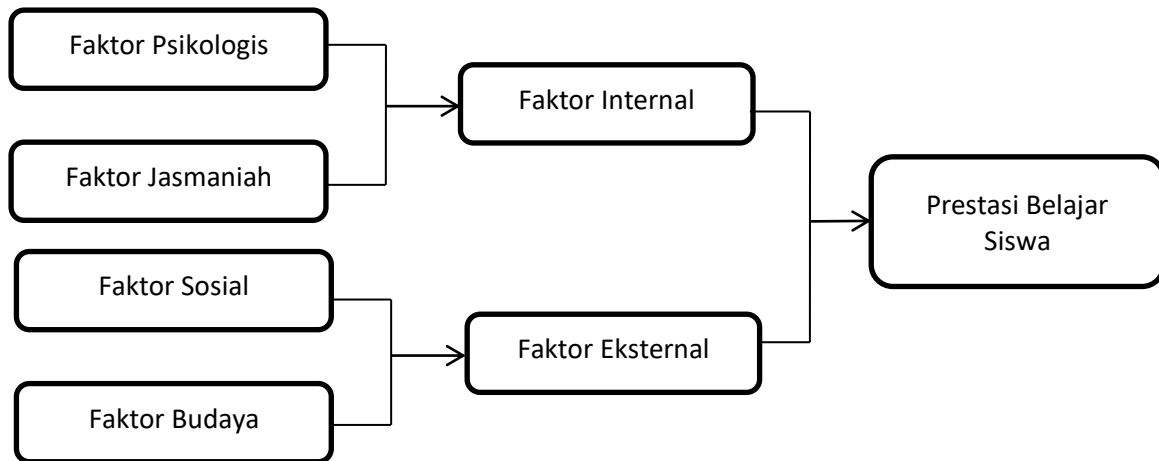 Faktor Psikologis
Faktor Jasmaniah
Faktor Sosial
Faktor Budaya
Faktor Internal
Faktor Eksternal
Prestasi Belajar
Siswa